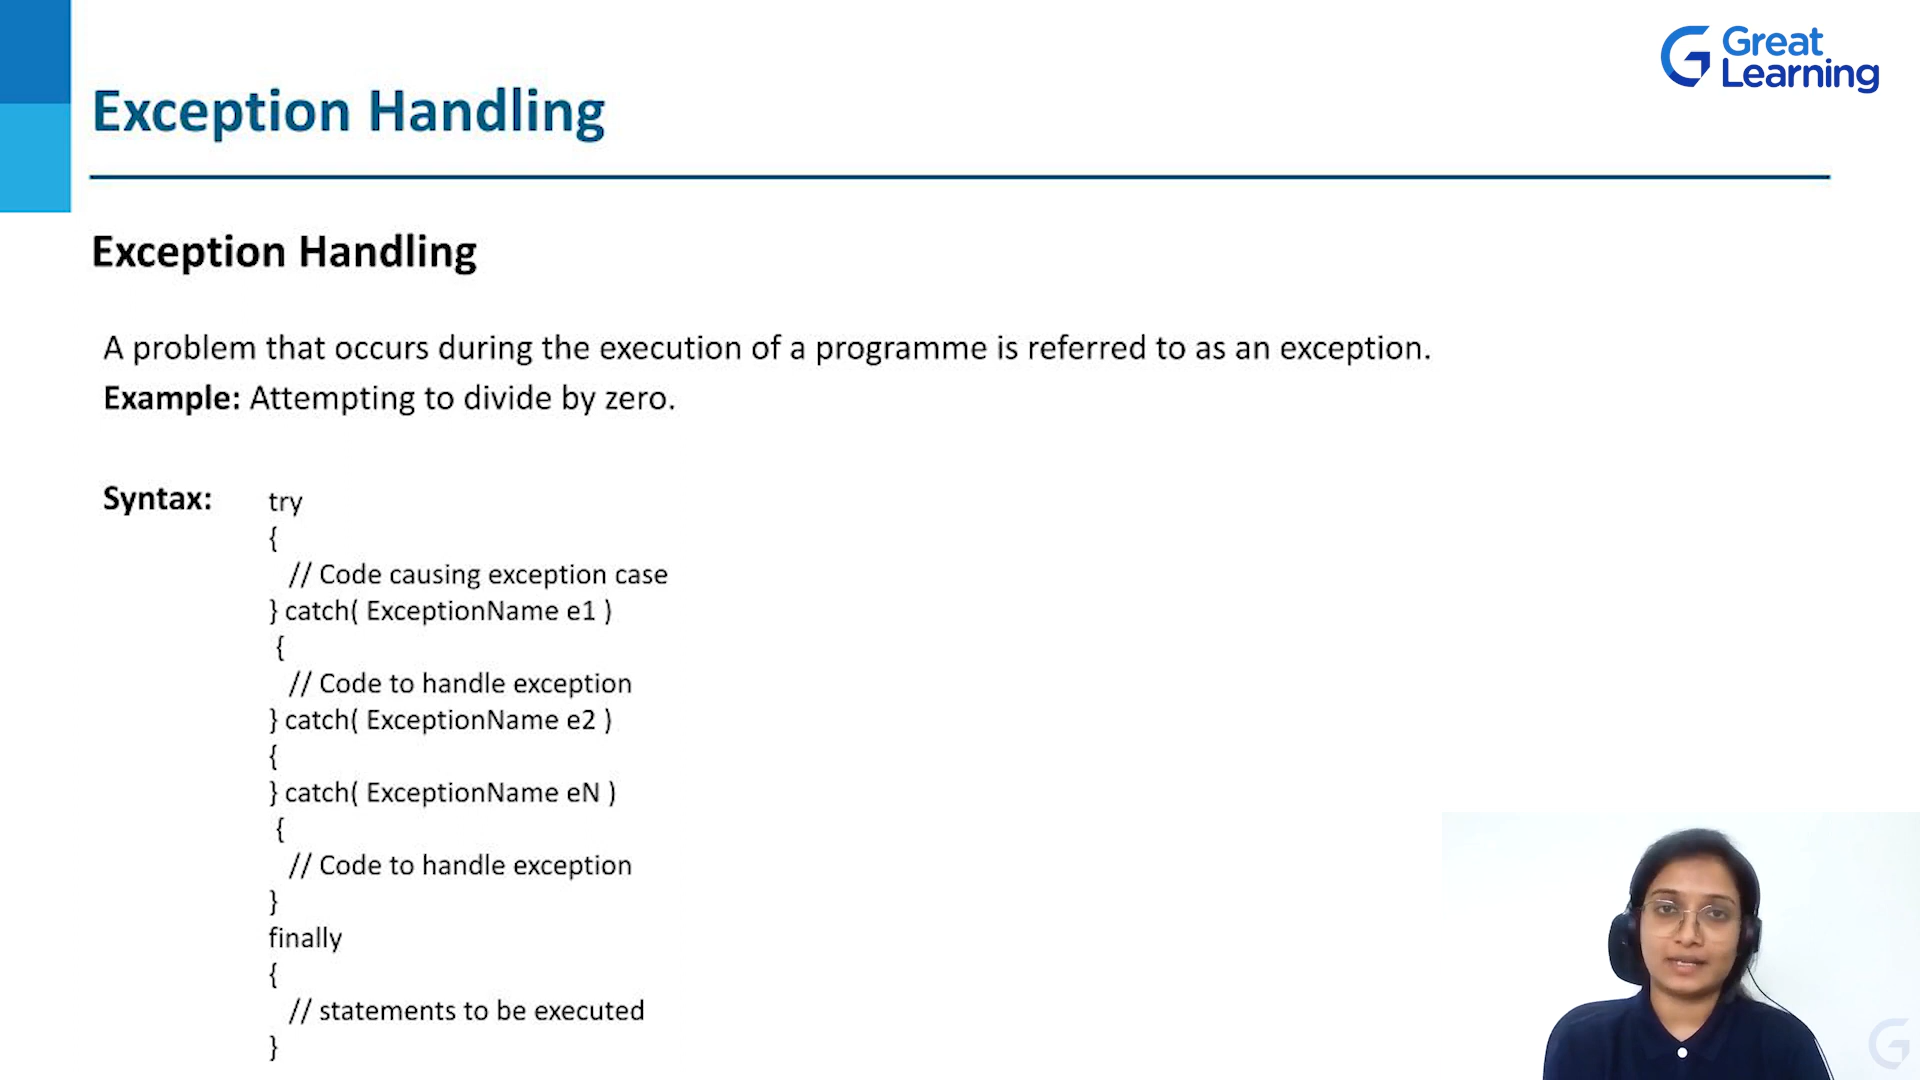 Great
Learning
Exception Handling
Exception Handling
A problem that occurs during the execution of a programme is referred to as an exception.
Example: Attempting to divide by zero.
Syntax: try
{
// Code causing exception case
} catch( ExceptionName e1 )
{
// Code to handle exception
} catch( ExceptionName e2 )
{
} catch( ExceptionName eN )
{
// Code to handle exception
}
finally
{
// statements to be executed
}